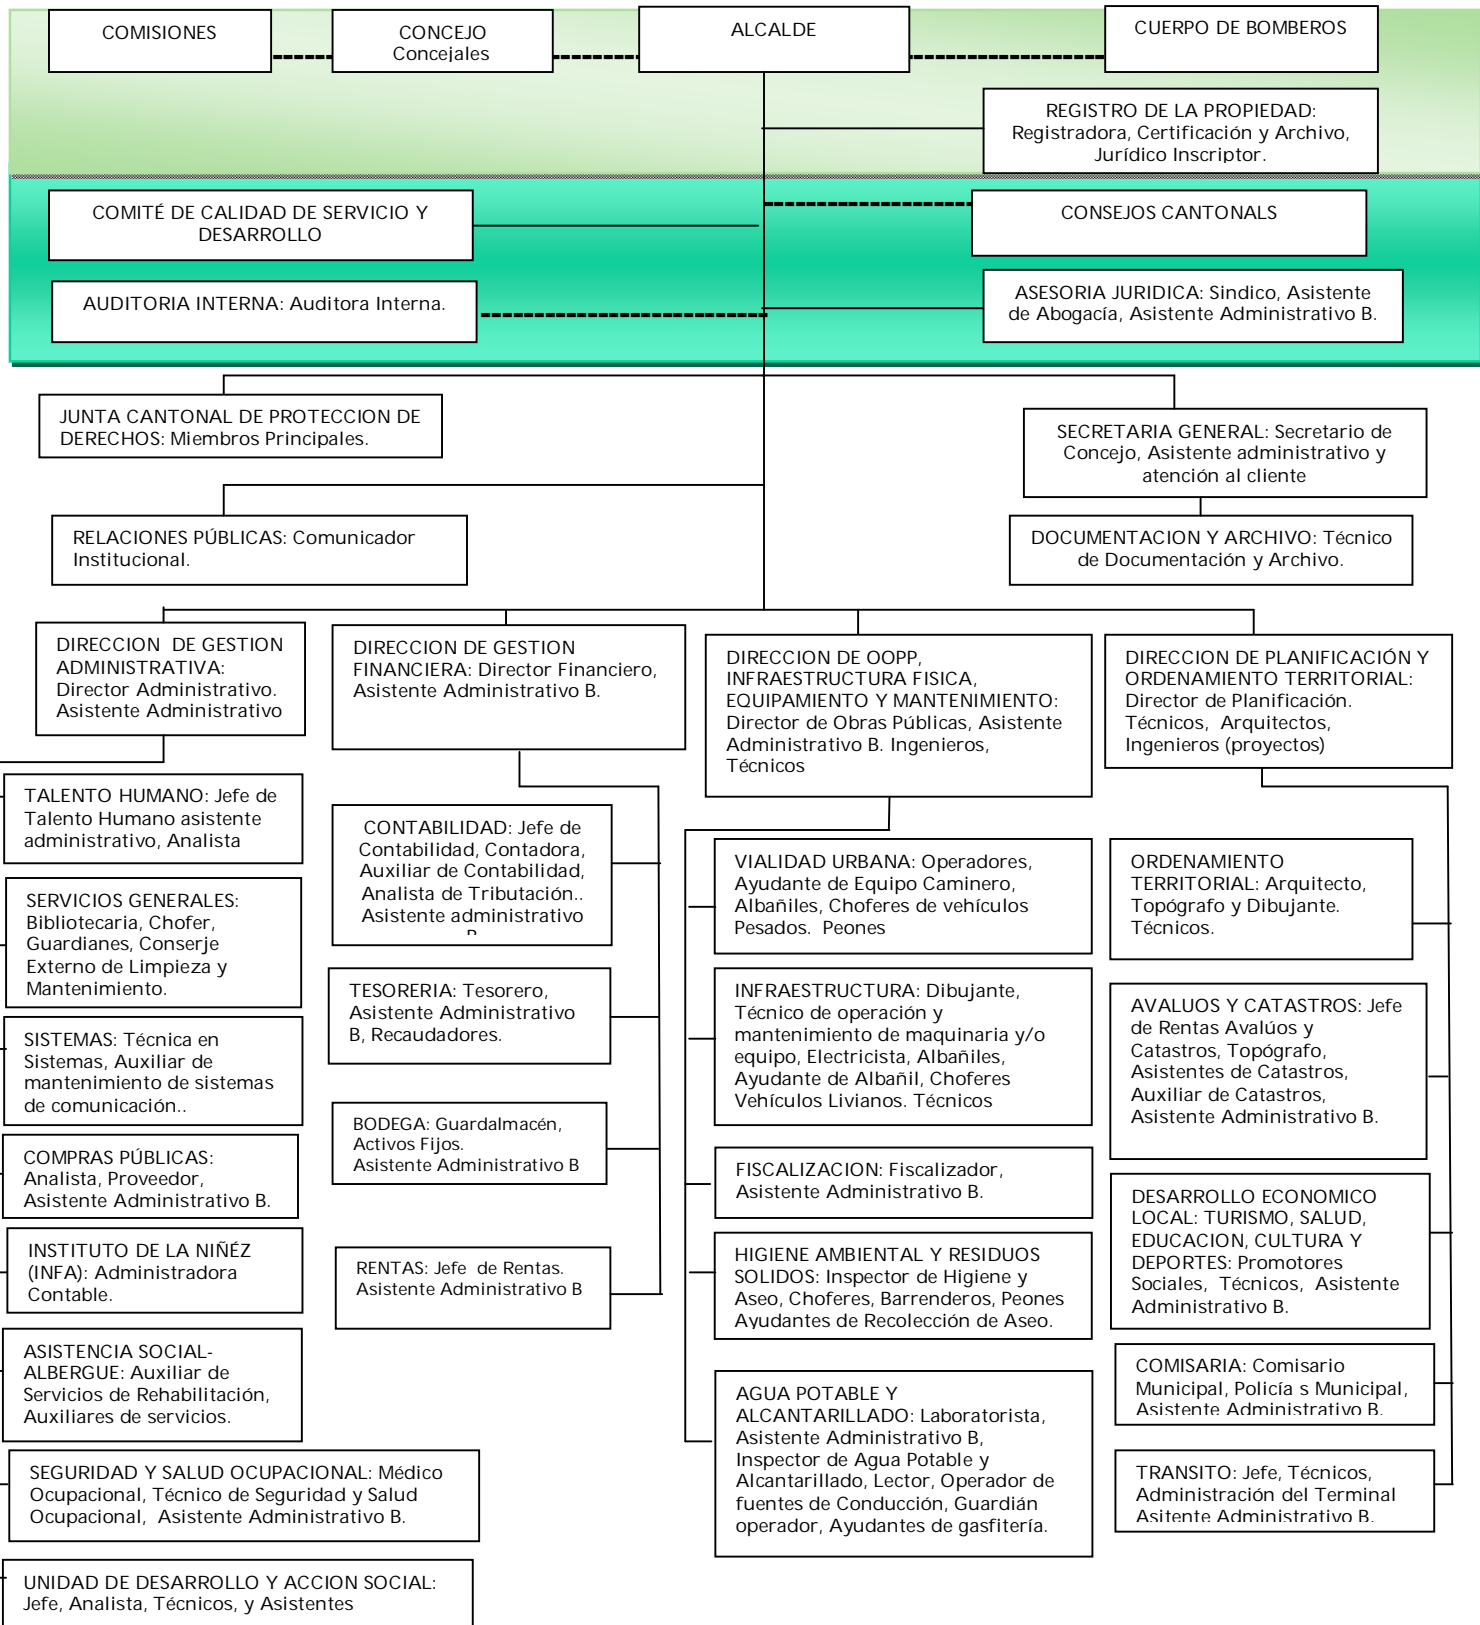 COMISIONES
CONCEJO
Concejales
ALCALDE
CUERPO DE BOMBEROS
REGISTRO DE LA PROPIEDAD:
Registradora, Certificación y Archivo,
Jurídico Inscriptor.
COMITÉ DE CALIDAD DE SERVICIO Y
DESARROLLO
CONSEJOS CANTONALS
AUDITORIA INTERNA: Auditora Interna.
ASESORIA JURIDICA: Sindico, Asistente
de Abogacía, Asistente Administrativo B.
JUNTA CANTONAL DE PROTECCION DE
DERECHOS: Miembros Principales.
SECRETARIA GENERAL: Secretario de
Concejo, Asistente administrativo y
atención al cliente
RELACIONES PÚBLICAS: Comunicador
Institucional.
DOCUMENTACION Y ARCHIVO: Técnico
de Documentación y Archivo.
DIRECCION  DE GESTION
ADMINISTRATIVA:
Director Administrativo.
Asistente Administrativo
DIRECCION DE GESTION
FINANCIERA: Director Financiero,
Asistente Administrativo B.
DIRECCION DE OOPP,
INFRAESTRUCTURA FISICA,
EQUIPAMIENTO Y MANTENIMIENTO:
Director de Obras Públicas, Asistente
Administrativo B. Ingenieros,
Técnicos
DIRECCION DE PLANIFICACIÓN Y
ORDENAMIENTO TERRITORIAL:
Director de Planificación.
Técnicos,  Arquitectos,
Ingenieros (proyectos)
TALENTO HUMANO: Jefe de
Talento Humano asistente
administrativo, Analista
SERVICIOS GENERALES:
Bibliotecaria, Chofer,
Guardianes, Conserje
Externo de Limpieza y
Mantenimiento.
SISTEMAS: Técnica en
Sistemas, Auxiliar de
mantenimiento de sistemas
de comunicación..
COMPRAS PÚBLICAS:
Analista, Proveedor,
Asistente Administrativo B.
INSTITUTO DE LA NIÑÉZ
(INFA): Administradora
Contable.
ASISTENCIA SOCIAL-
ALBERGUE: Auxiliar de
Servicios de Rehabilitación,
Auxiliares de servicios.
SEGURIDAD Y SALUD OCUPACIONAL: Médico
Ocupacional, Técnico de Seguridad y Salud
Ocupacional,  Asistente Administrativo B.
UNIDAD DE DESARROLLO Y ACCION SOCIAL:
Jefe, Analista, Técnicos, y Asistentes
CONTABILIDAD: Jefe de
Contabilidad, Contadora,
Auxiliar de Contabilidad,
Analista de Tributación..
Asistente administrativo
TESORERIA: Tesorero,
Asistente Administrativo
B, Recaudadores.
BODEGA: Guardalmacén,
Activos Fijos.
Asistente Administrativo B
RENTAS: Jefe  de Rentas.
Asistente Administrativo B
VIALIDAD URBANA: Operadores,
Ayudante de Equipo Caminero,
Albañiles, Choferes de vehículos
Pesados.  Peones
INFRAESTRUCTURA: Dibujante,
Técnico de operación y
mantenimiento de maquinaria y/o
equipo, Electricista, Albañiles,
Ayudante de Albañil, Choferes
Vehículos Livianos. Técnicos
FISCALIZACION: Fiscalizador,
Asistente Administrativo B.
HIGIENE AMBIENTAL Y RESIDUOS
SOLIDOS: Inspector de Higiene y
Aseo, Choferes, Barrenderos, Peones
Ayudantes de Recolección de Aseo.
AGUA POTABLE Y
ALCANTARILLADO: Laboratorista,
Asistente Administrativo B,
Inspector de Agua Potable y
Alcantarillado, Lector, Operador de
fuentes de Conducción, Guardián
operador, Ayudantes de gasfitería.
ORDENAMIENTO
TERRITORIAL: Arquitecto,
Topógrafo y Dibujante.
Técnicos.
AVALUOS Y CATASTROS: Jefe
de Rentas Avalúos y
Catastros, Topógrafo,
Asistentes de Catastros,
Auxiliar de Catastros,
Asistente Administrativo B.
DESARROLLO ECONOMICO
LOCAL: TURISMO, SALUD,
EDUCACION, CULTURA Y
DEPORTES: Promotores
Sociales,  Técnicos,  Asistente
Administrativo B.
COMISARIA: Comisario
Municipal, Policía s Municipal,
Asistente Administrativo B.
TRANSITO: Jefe, Técnicos,
Administración del Terminal
Asitente Administrativo B.